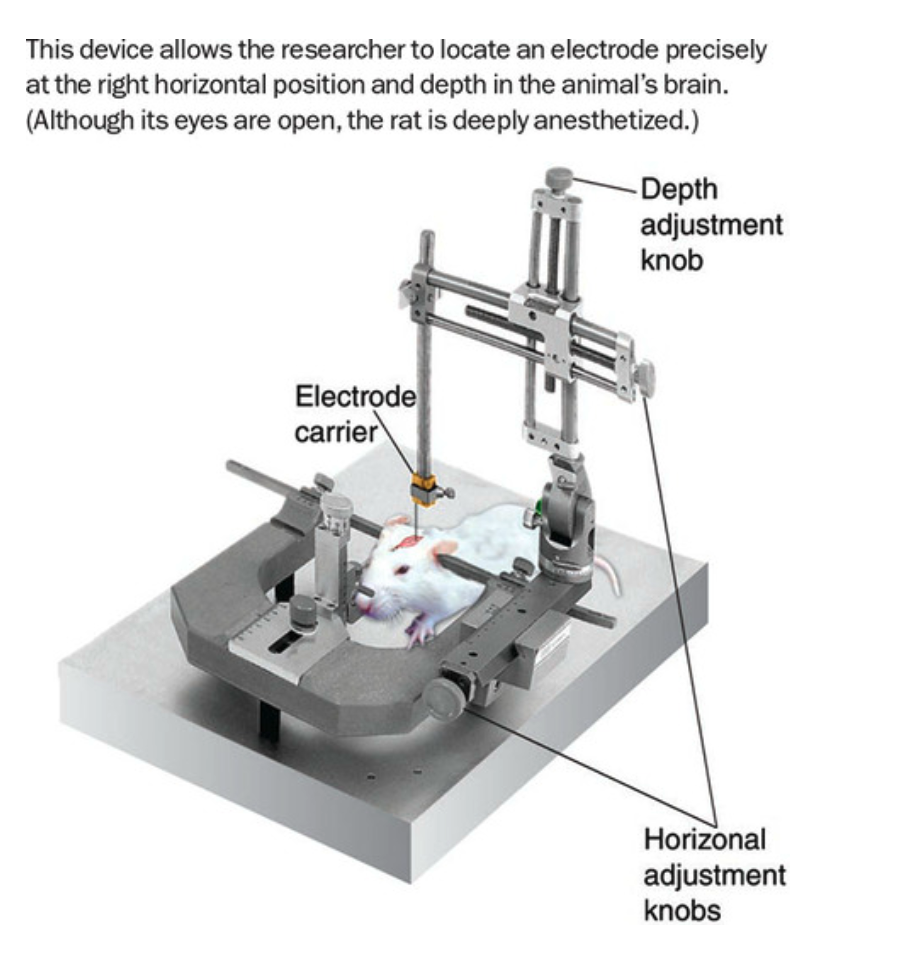 This device allows the researcher to locate an electrode precisely
at the right horizontal position and depth in the animal's brain.
(Although its eyes are open, the rat is deeply anesthetized.)
Depth
adjustment
knob
Electrode
carrier
Horizonal
adjustment
knobs